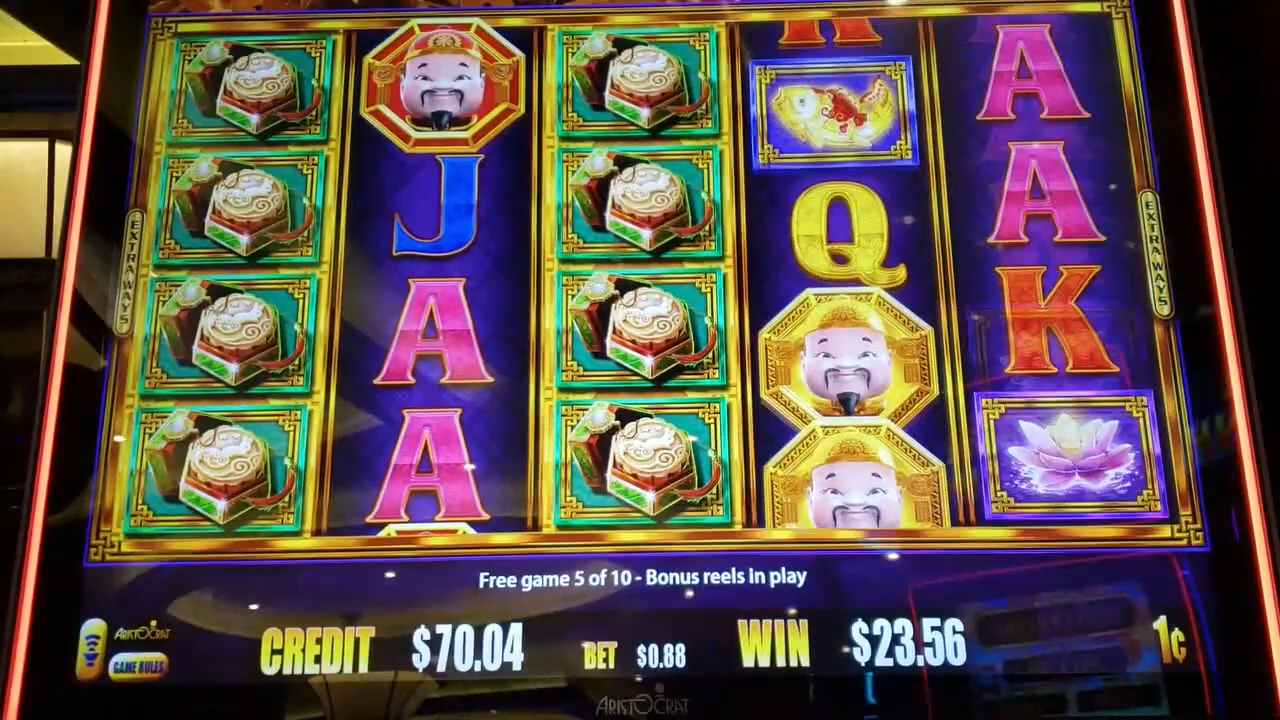 A
J
Q
A
A
K
A
EXTRA WAYS
EXTRA WAYS
Free game 5 of 10 - Bonus reels in play
ARISTOCRAT
GAME RULES
CREDIT $70.04 BET $0.88 WIN $23.56 1¢
ARISTOCRAT